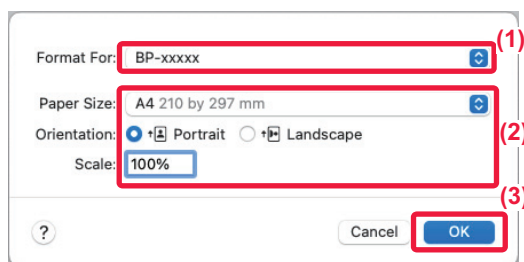 (1)
Format For: BP-xxxxx
Paper Size: A4 210 by 297 mm
Orientation: Portrait Landscape
(2)
Scale: 100%
(3)
? Cancel OK